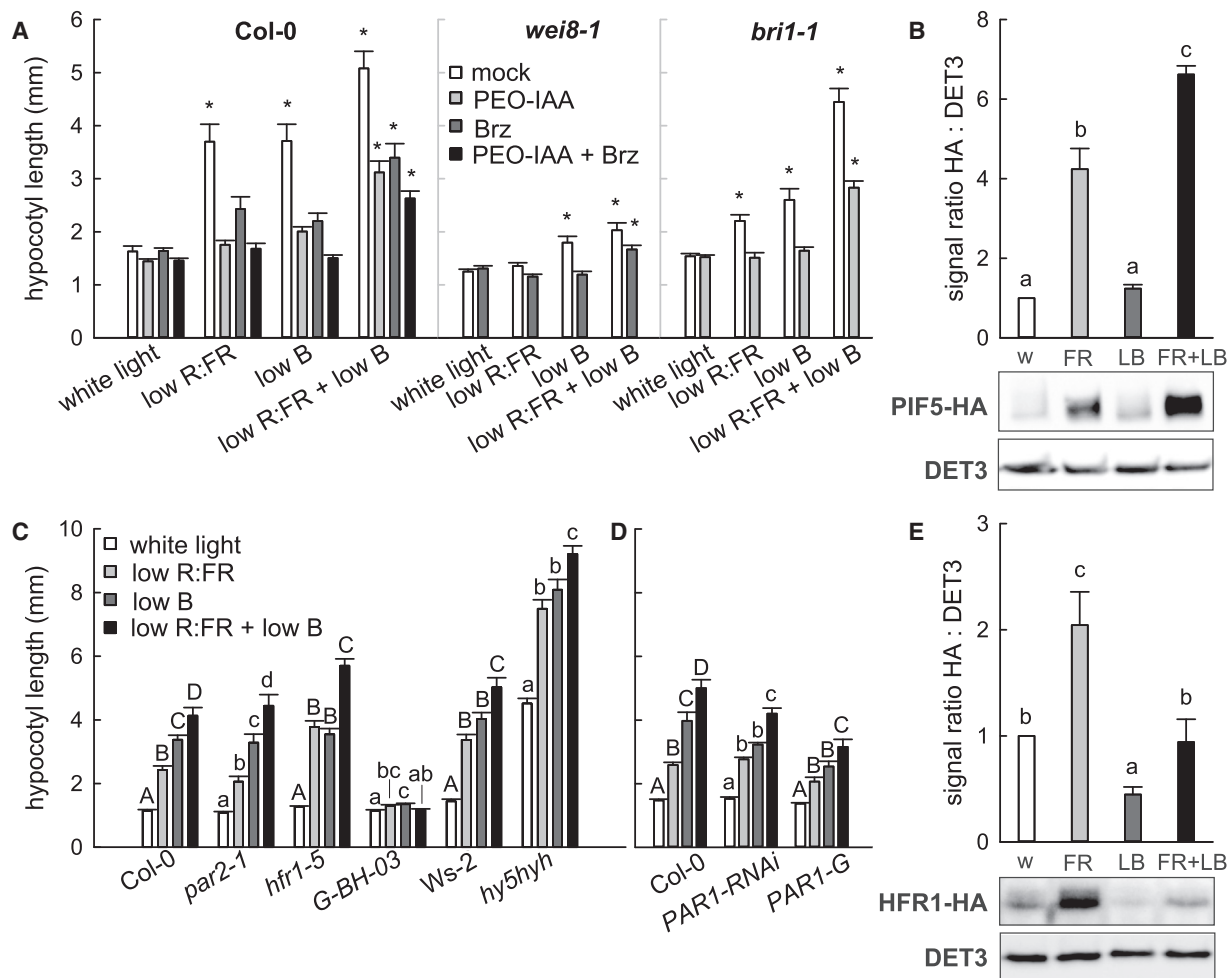 A
Col-0
wei8-1
bri1-1
hypocotyl length (mm)
6
5
4
3
2
1
0
* * * * * *
* * *
* * * *
mock
PEO-IAA
Brz
PEO-IAA + Brz
white light
low R:FR
low B
low R:FR + low B
white light
low R:FR
low B
low R:FR + low B
white light
low R:FR
low B
low R:FR + low B
B
signal ratio HA : DET3
8
6
4
2
0
a b a c
w FR LB FR+LB
PIF5-HA
DET3
C
hypocotyl length (mm)
10
8
6
4
2
0
white light
low R:FR
low B
low R:FR + low B
A B C D
a b c d
A B B C
a bc c ab
A B B C
a b b c
Col-0
par2-1
hfr1-5
G-BH-03
Ws-2
hy5hyh
D
A B C D
a b b c
A B B C
Col-0
PAR1-RNAi
PAR1-G
E
signal ratio HA : DET3
3
2
1
0
b c a b
w FR LB FR+LB
HFR1-HA
DET3